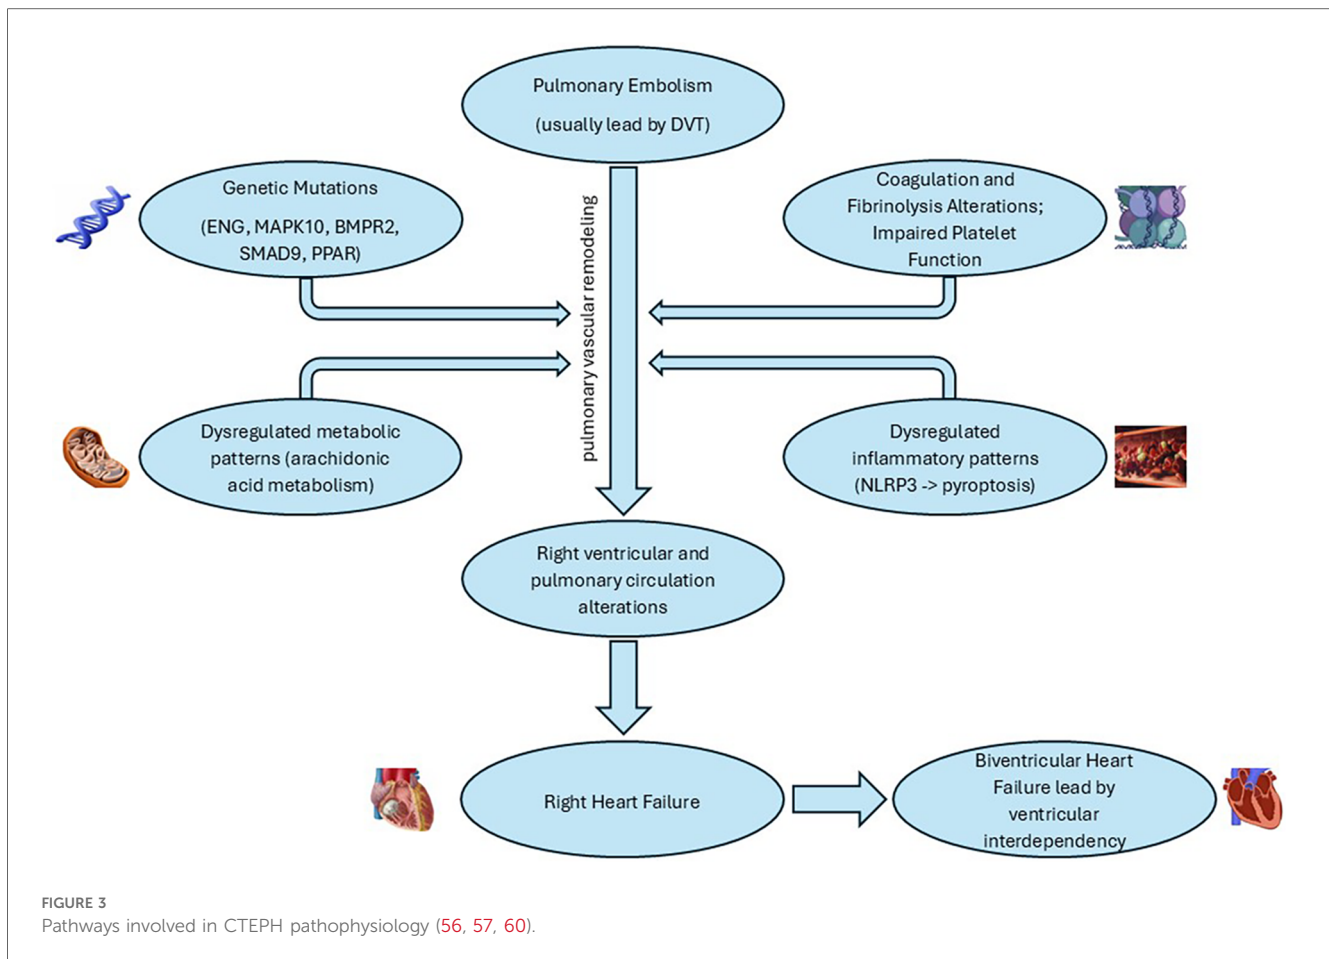 Pulmonary Embolism
(usually lead by DVT)
Genetic Mutations
(ENG, MAPK10, BMPR2,
SMAD9, PPAR)
Coagulation and
Fibrinolysis Alterations;
Impaired Platelet
Function
pulmonary vascular remodeling
Dysregulated metabolic
patterns (arachidonic
acid metabolism)
Dysregulated
inflammatory patterns
(NLRP3 -> pyroptosis)
Right ventricular and
pulmonary circulation
alterations
Right Heart Failure
Biventricular Heart
Failure lead by
ventricular
interdependency
FIGURE 3
Pathways involved in CTEPH pathophysiology (56, 57, 60).